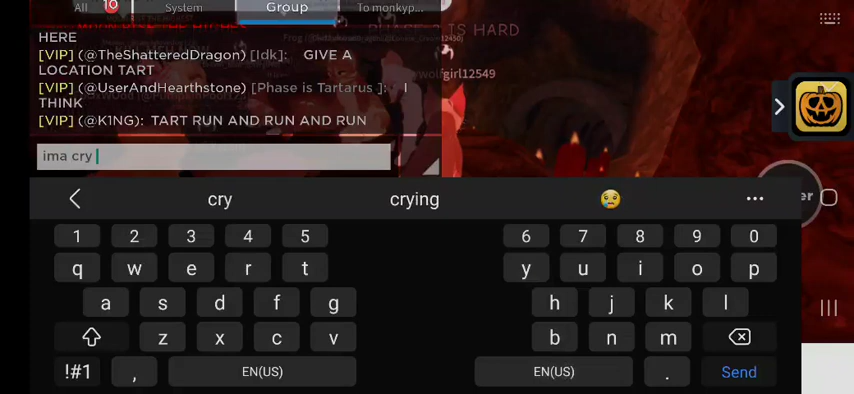 All 10 System Group To monkyp...
HERE
[VIP] (@TheShatteredDragon) [Idk]: GIVE A
LOCATION TART
[VIP] (@UserAndHearthstone) [Phase is Tartarus ]: I
THINK
[VIP] (@K1NG): TART RUN AND RUN AND RUN
IS HARD
wolfgirl12549
ima cry
cry crying 😢 ...
1 2 3 4 5 6 7 8 9 0
q w e r t y u i o p
a s d f g h j k l
z x c v b n m
!#1 , EN(US) EN(US) . Send